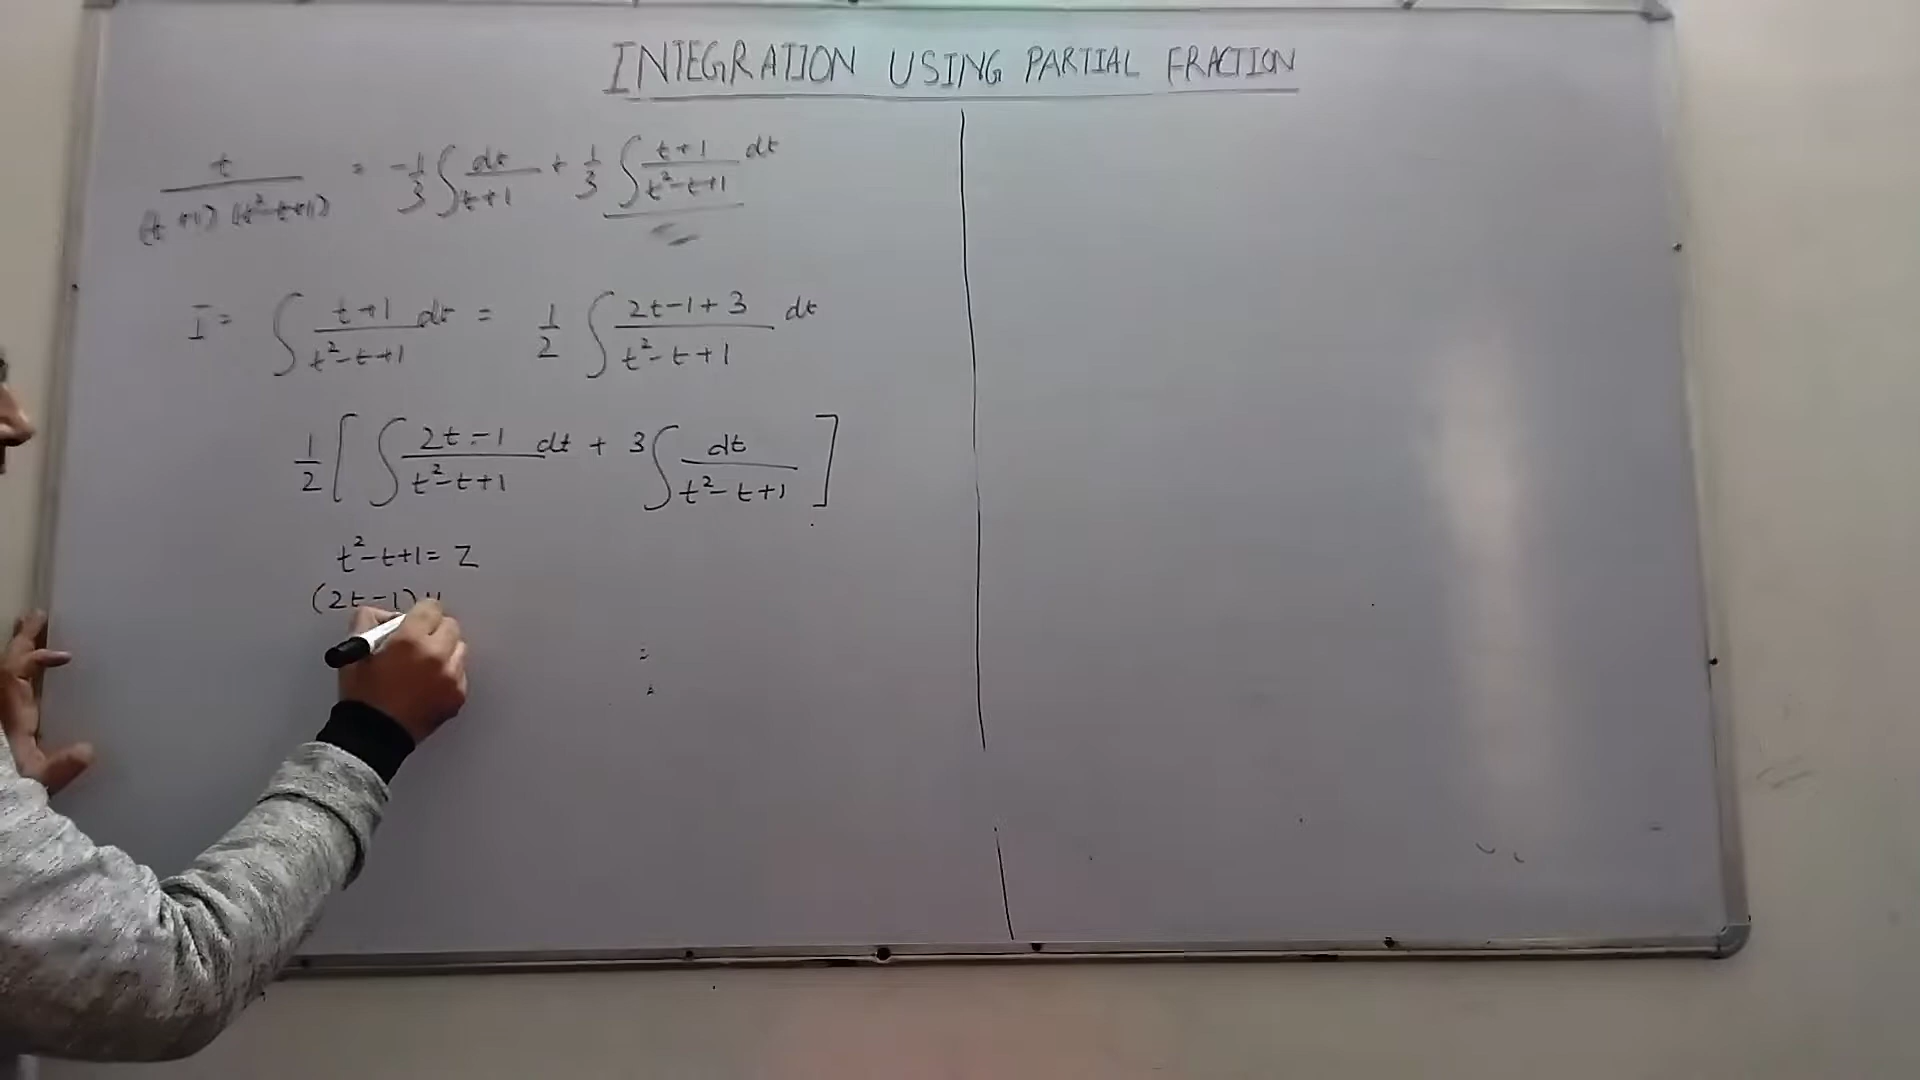 INTEGRATION USING PARTIAL FRACTION
t/((t+1)(t²-t+1)) = -1/3 ∫ dt/(t+1) + 1/3 ∫ (t+1)/(t²-t+1) dt
I = ∫ (t+1)/(t²-t+1) dt = 1/2 ∫ (2t-1+3)/(t²-t+1) dt
1/2 [ ∫ (2t-1)/(t²-t+1) dt + 3 ∫ dt/(t²-t+1) ]
t²-t+1 = Z
(2t-1)
=